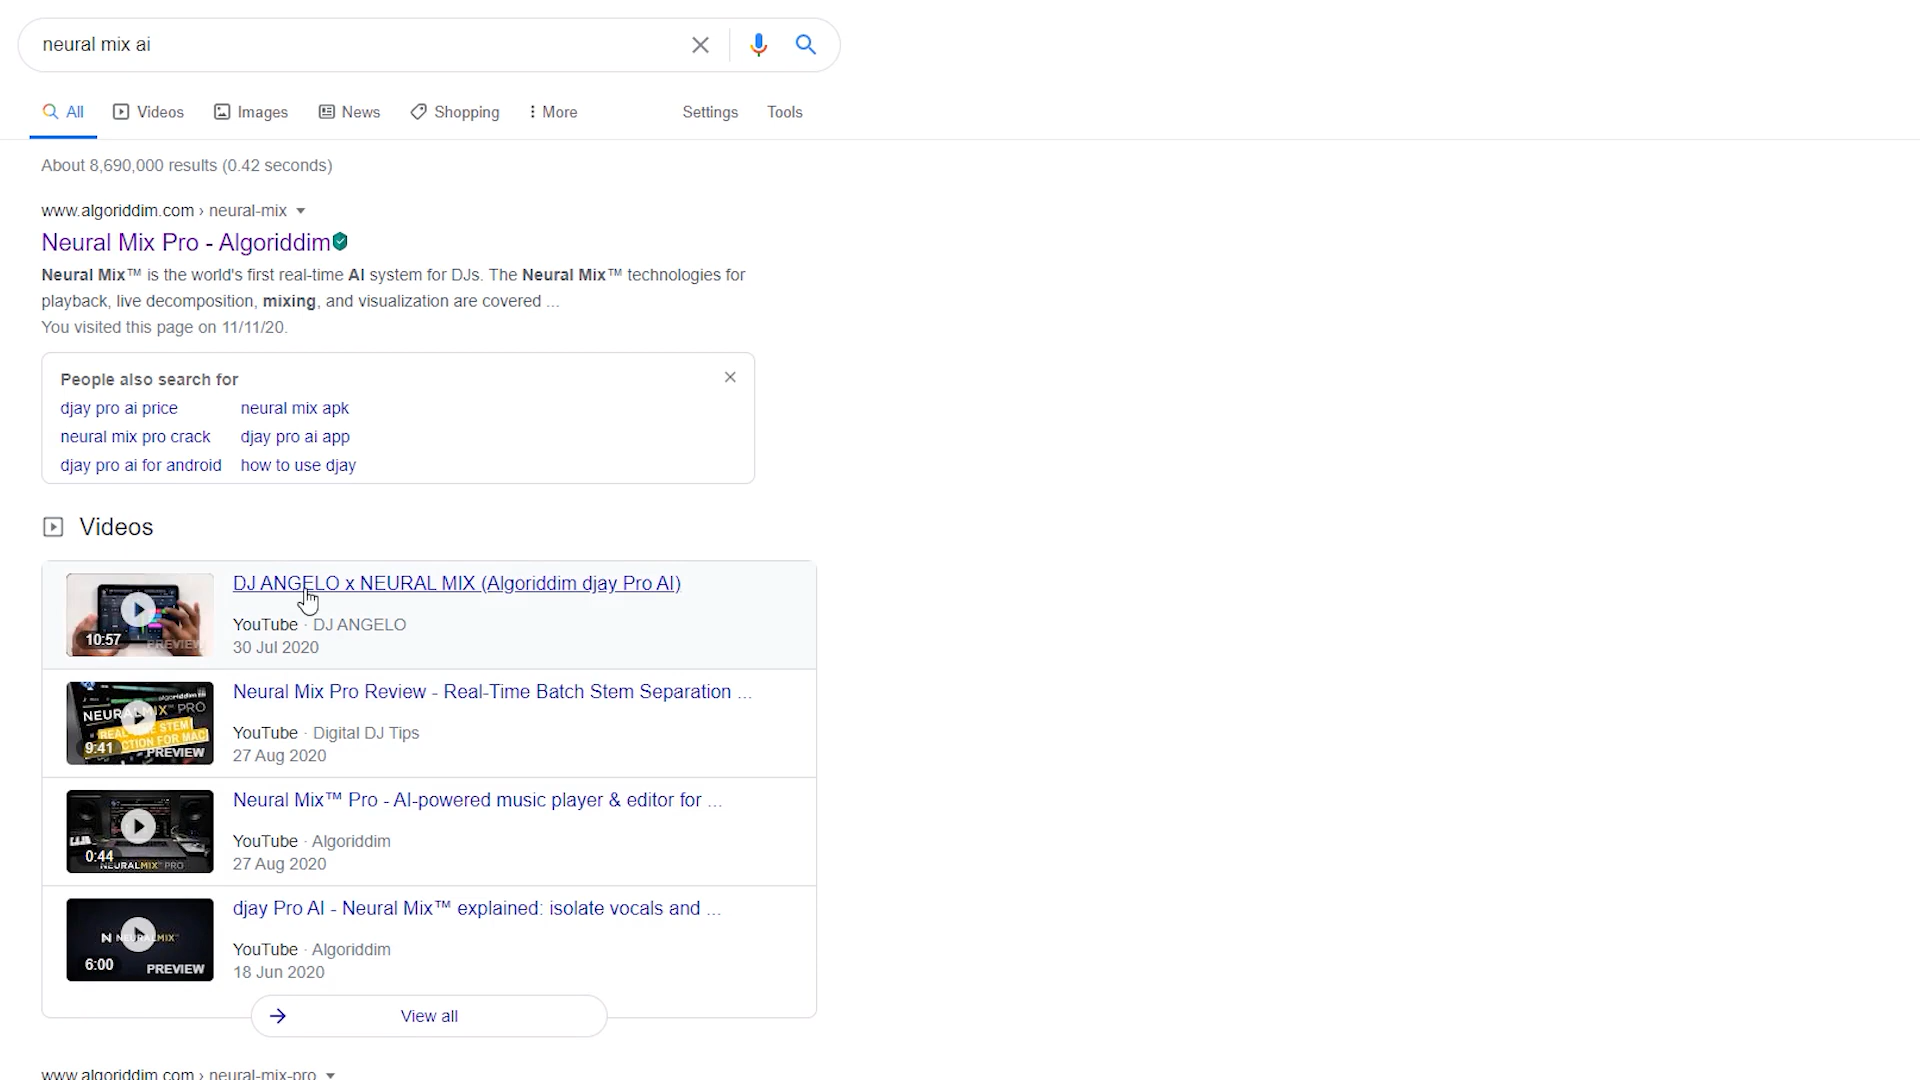 neural mix ai
All Videos Images News Shopping More Settings Tools
About 8,690,000 results (0.42 seconds)
www.algoriddim.com › neural-mix
Neural Mix Pro - Algoriddim
Neural Mix™ is the world's first real-time AI system for DJs. The Neural Mix™ technologies for
playback, live decomposition, mixing, and visualization are covered ...
You visited this page on 11/11/20.
People also search for
djay pro ai price neural mix apk
neural mix pro crack djay pro ai app
djay pro ai for android how to use djay
Videos
DJ ANGELO x NEURAL MIX (Algoriddim djay Pro AI)
YouTube · DJ ANGELO
30 Jul 2020
10:57 PREVIEW
Neural Mix Pro Review - Real-Time Batch Stem Separation ...
YouTube · Digital DJ Tips
27 Aug 2020
algoriddim
NEURALMIX™ PRO
9:41 PREVIEW
Neural Mix™ Pro - AI-powered music player & editor for ...
YouTube · Algoriddim
27 Aug 2020
0:44
NEURALMIX™ PRO
djay Pro AI - Neural Mix™ explained: isolate vocals and ...
YouTube · Algoriddim
18 Jun 2020
NEURALMIX™
6:00 PREVIEW
View all
www.algoriddim.com › neural-mix-pro